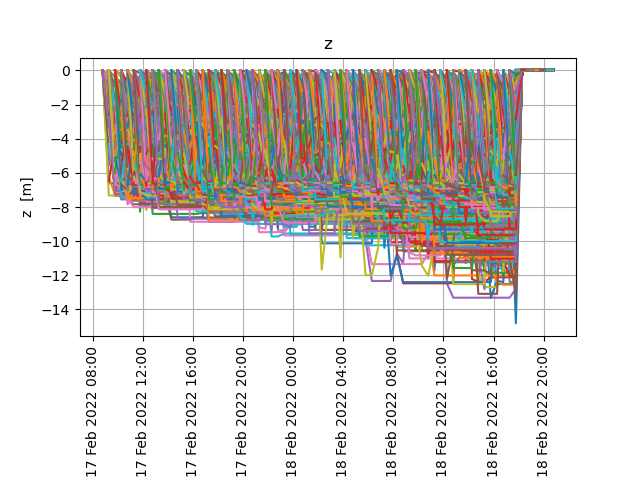 z
0
−2
−4
−6
−8
−10
−12
−14
z [m]
17 Feb 2022 08:00
17 Feb 2022 12:00
17 Feb 2022 16:00
17 Feb 2022 20:00
18 Feb 2022 00:00
18 Feb 2022 04:00
18 Feb 2022 08:00
18 Feb 2022 12:00
18 Feb 2022 16:00
18 Feb 2022 20:00